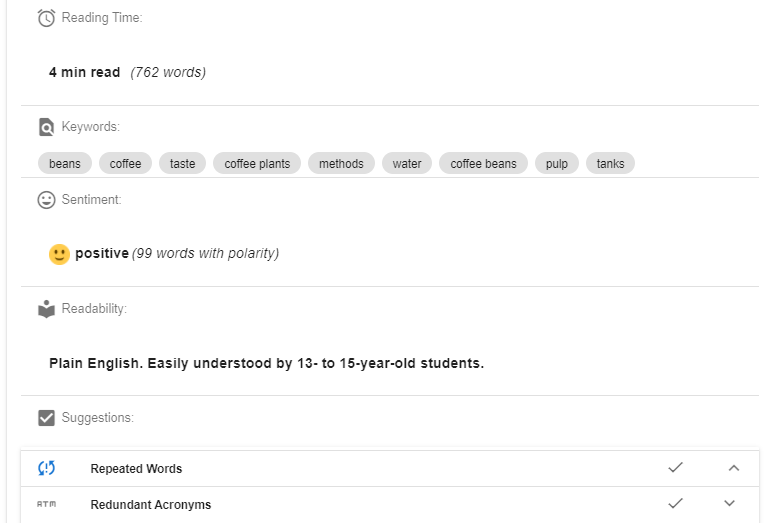 Reading Time:
4 min read (762 words)
Keywords:
beans coffee taste coffee plants methods water coffee beans pulp tanks
Sentiment:
positive (99 words with polarity)
Readability:
Plain English. Easily understood by 13- to 15-year-old students.
Suggestions:
Repeated Words
ATM Redundant Acronyms